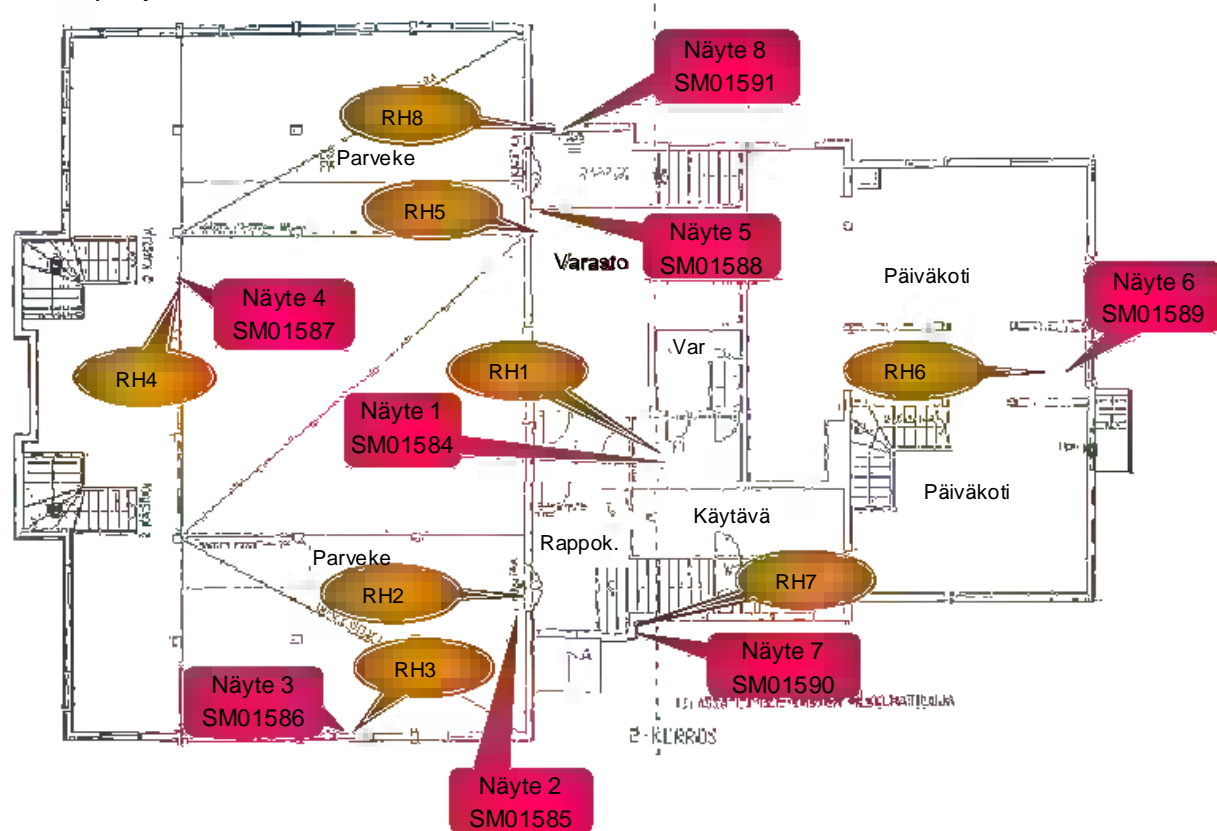 Näyte 8
SM01591
RH8
Parveke
RH5
Näyte 5
SM01588
Varasto
Päiväkoti
Näyte 6
SM01589
Näyte 4
SM01587
Var
RH4
RH1
RH6
Näyte 1
SM01584
Päiväkoti
Käytävä
Rappok.
Parveke
RH2
RH7
RH3
Näyte 7
SM01590
Näyte 3
SM01586
2-KERROS
Näyte 2
SM01585